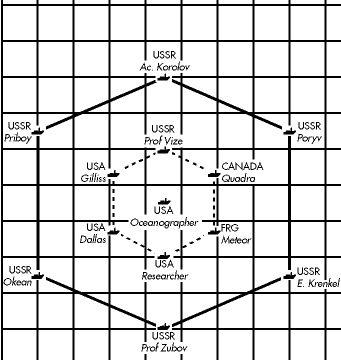 USSR
Ac. Korolov
USSR
Priboy
USSR
Poryv
USSR
Prof Vize
USA
Gilliss
CANADA
Quadra
USA
Oceanographer
USA
Dallas
FRG
Meteor
USA
Researcher
USSR
Okean
USSR
E. Krenkel
USSR
Prof Zubov